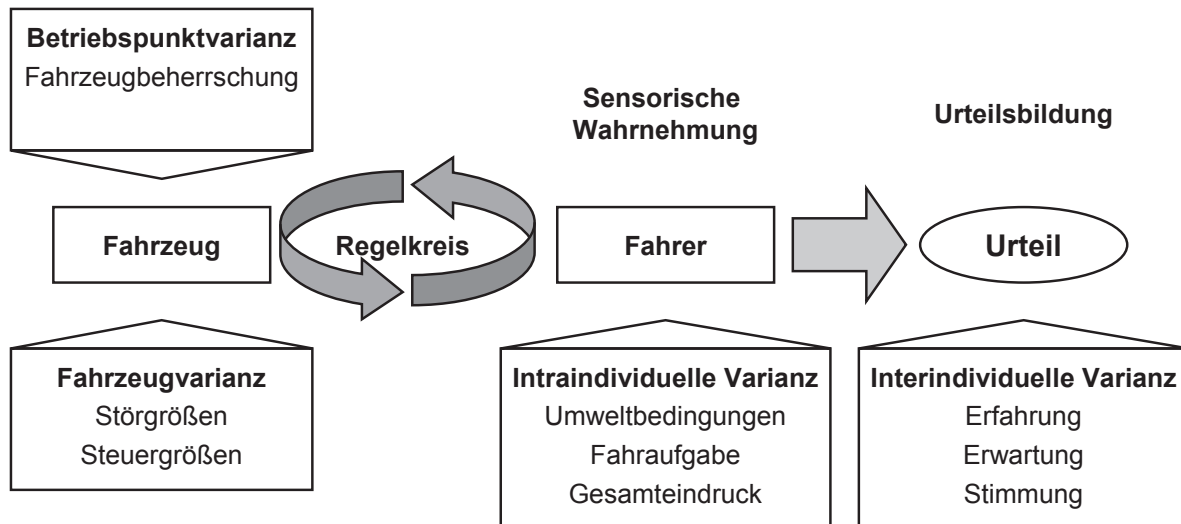 Betriebspunktvarianz
Fahrzeugbeherrschung
Sensorische
Wahrnehmung
Urteilsbildung
Fahrzeug
Regelkreis
Fahrer
Urteil
Fahrzeugvarianz
Störgrößen
Steuergrößen
Intraindividuelle Varianz
Umweltbedingungen
Fahraufgabe
Gesamteindruck
Interindividuelle Varianz
Erfahrung
Erwartung
Stimmung